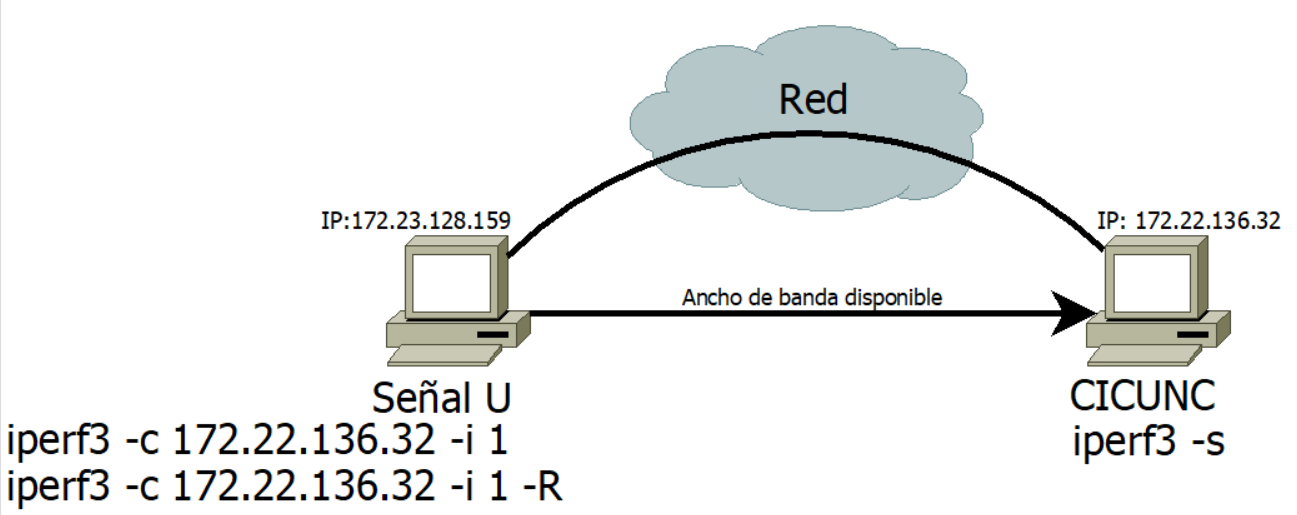 Red
IP:172.23.128.159
IP: 172.22.136.32
Ancho de banda disponible
Señal U
CICUNC
iperf3 -c 172.22.136.32 -i 1
iperf3 -s
iperf3 -c 172.22.136.32 -i 1 -R